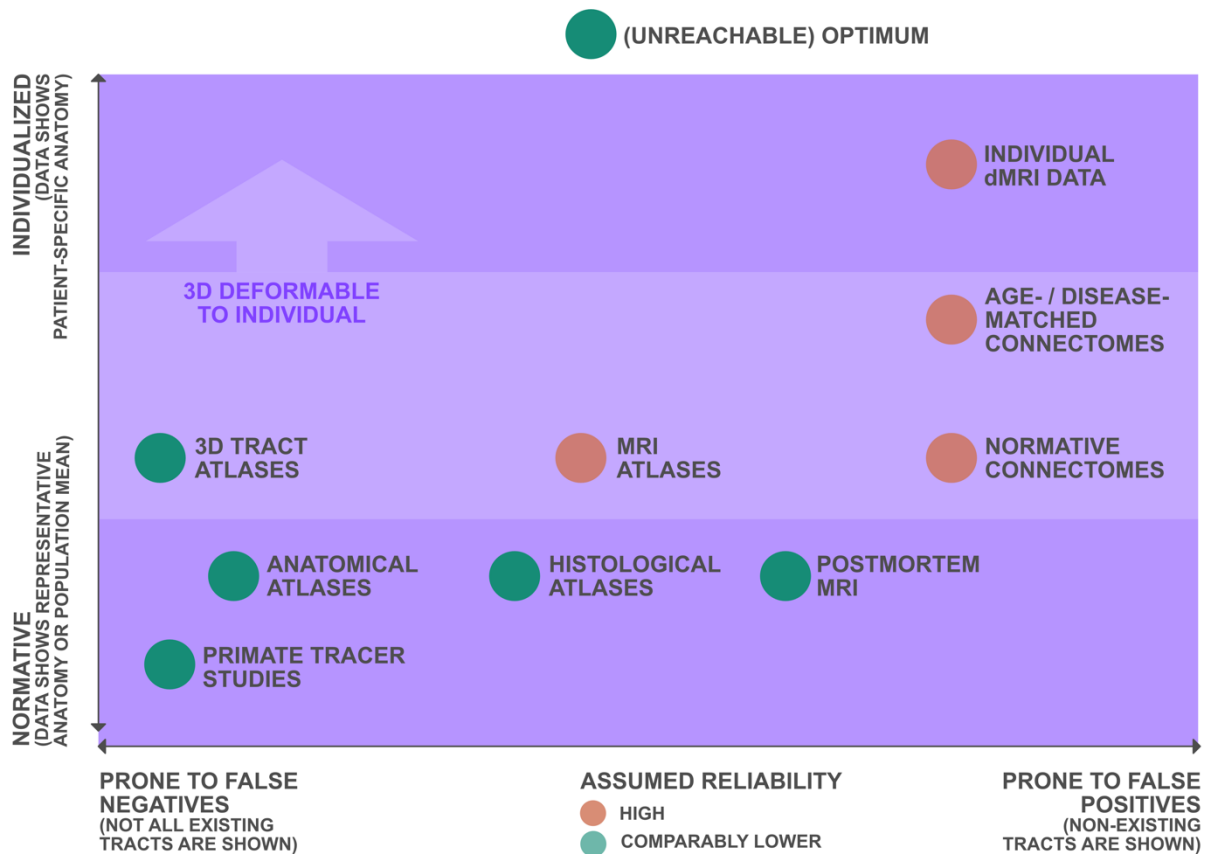 (UNREACHABLE) OPTIMUM
INDIVIDUALIZED
(DATA SHOWS
PATIENT-SPECIFIC ANATOMY)
INDIVIDUAL
dMRI DATA
3D DEFORMABLE
TO INDIVIDUAL
AGE- / DISEASE-
MATCHED
CONNECTOMES
3D TRACT
ATLASES
MRI
ATLASES
NORMATIVE
CONNECTOMES
NORMATIVE
(DATA SHOWS REPRESENTATIVE
ANATOMY OR POPULATION MEAN)
ANATOMICAL
ATLASES
HISTOLOGICAL
ATLASES
POSTMORTEM
MRI
PRIMATE TRACER
STUDIES
PRONE TO FALSE
NEGATIVES
(NOT ALL EXISTING
TRACTS ARE SHOWN)
ASSUMED RELIABILITY
HIGH
COMPARABLY LOWER
PRONE TO FALSE
POSITIVES
(NON-EXISTING
TRACTS ARE SHOWN)